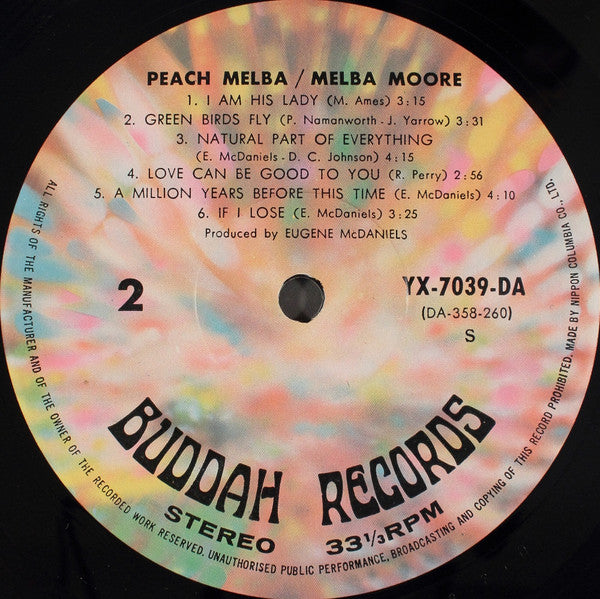 PEACH MELBA / MELBA MOORE
1. I AM HIS LADY (M. Ames) 3:15
2. GREEN BIRDS FLY (P. Namanworth - J. Yarrow) 3:31
3. NATURAL PART OF EVERYTHING
(E. McDaniels - D. C. Johnson) 4:15
4. LOVE CAN BE GOOD TO YOU (R. Perry) 2:56
5. A MILLION YEARS BEFORE THIS TIME (E. McDaniels) 4:10
6. IF I LOSE (E. McDaniels) 3:25
Produced by EUGENE McDANIELS
2
YX-7039-DA
(DA-358-260)
S
BUDDAH RECORDS
STEREO
33 1/3 RPM
ALL RIGHTS OF THE MANUFACTURER AND OF THE OWNER OF THE RECORDED WORK RESERVED. UNAUTHORISED PUBLIC PERFORMANCE, BROADCASTING AND COPYING OF THIS RECORD PROHIBITED. MADE BY NIPPON COLUMBIA CO., LTD.